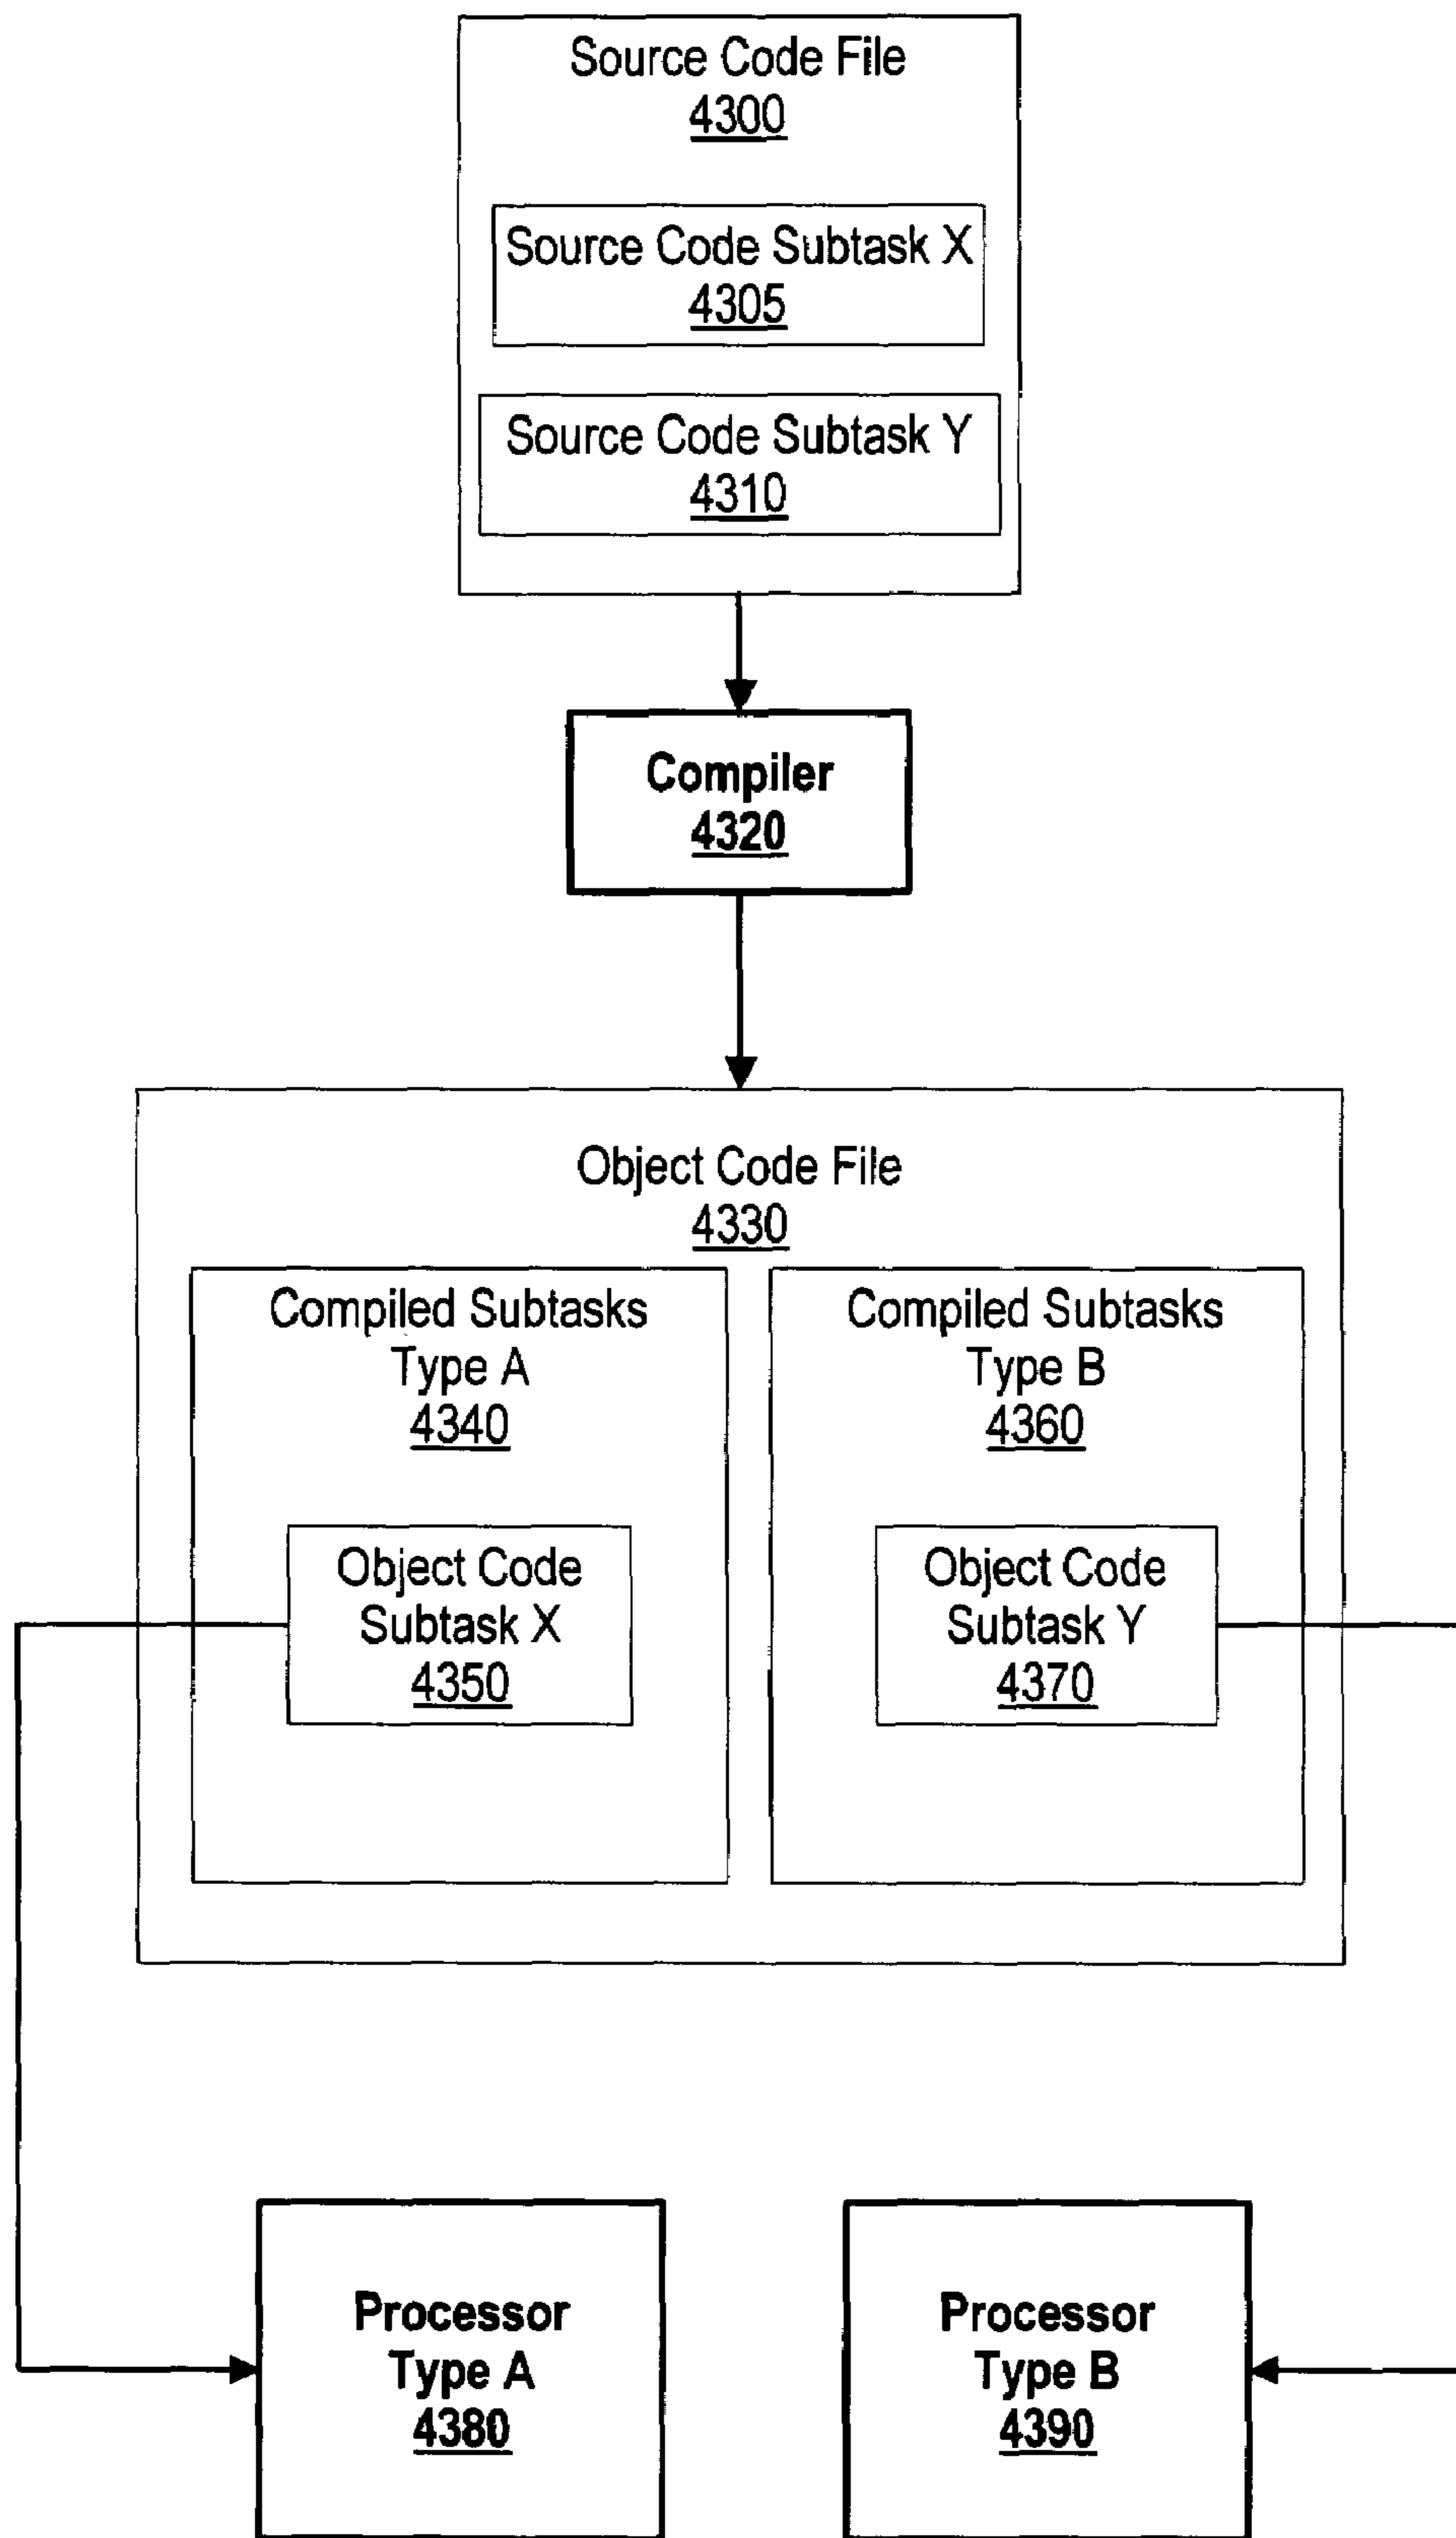 Source Code File
4300
Source Code Subtask X
4305
Source Code Subtask Y
4310
Compiler
4320
Object Code File
4330
Compiled Subtasks
Type A
4340
Object Code
Subtask X
4350
Compiled Subtasks
Type B
4360
Object Code
Subtask Y
4370
Processor
Type A
4380
Processor
Type B
4390